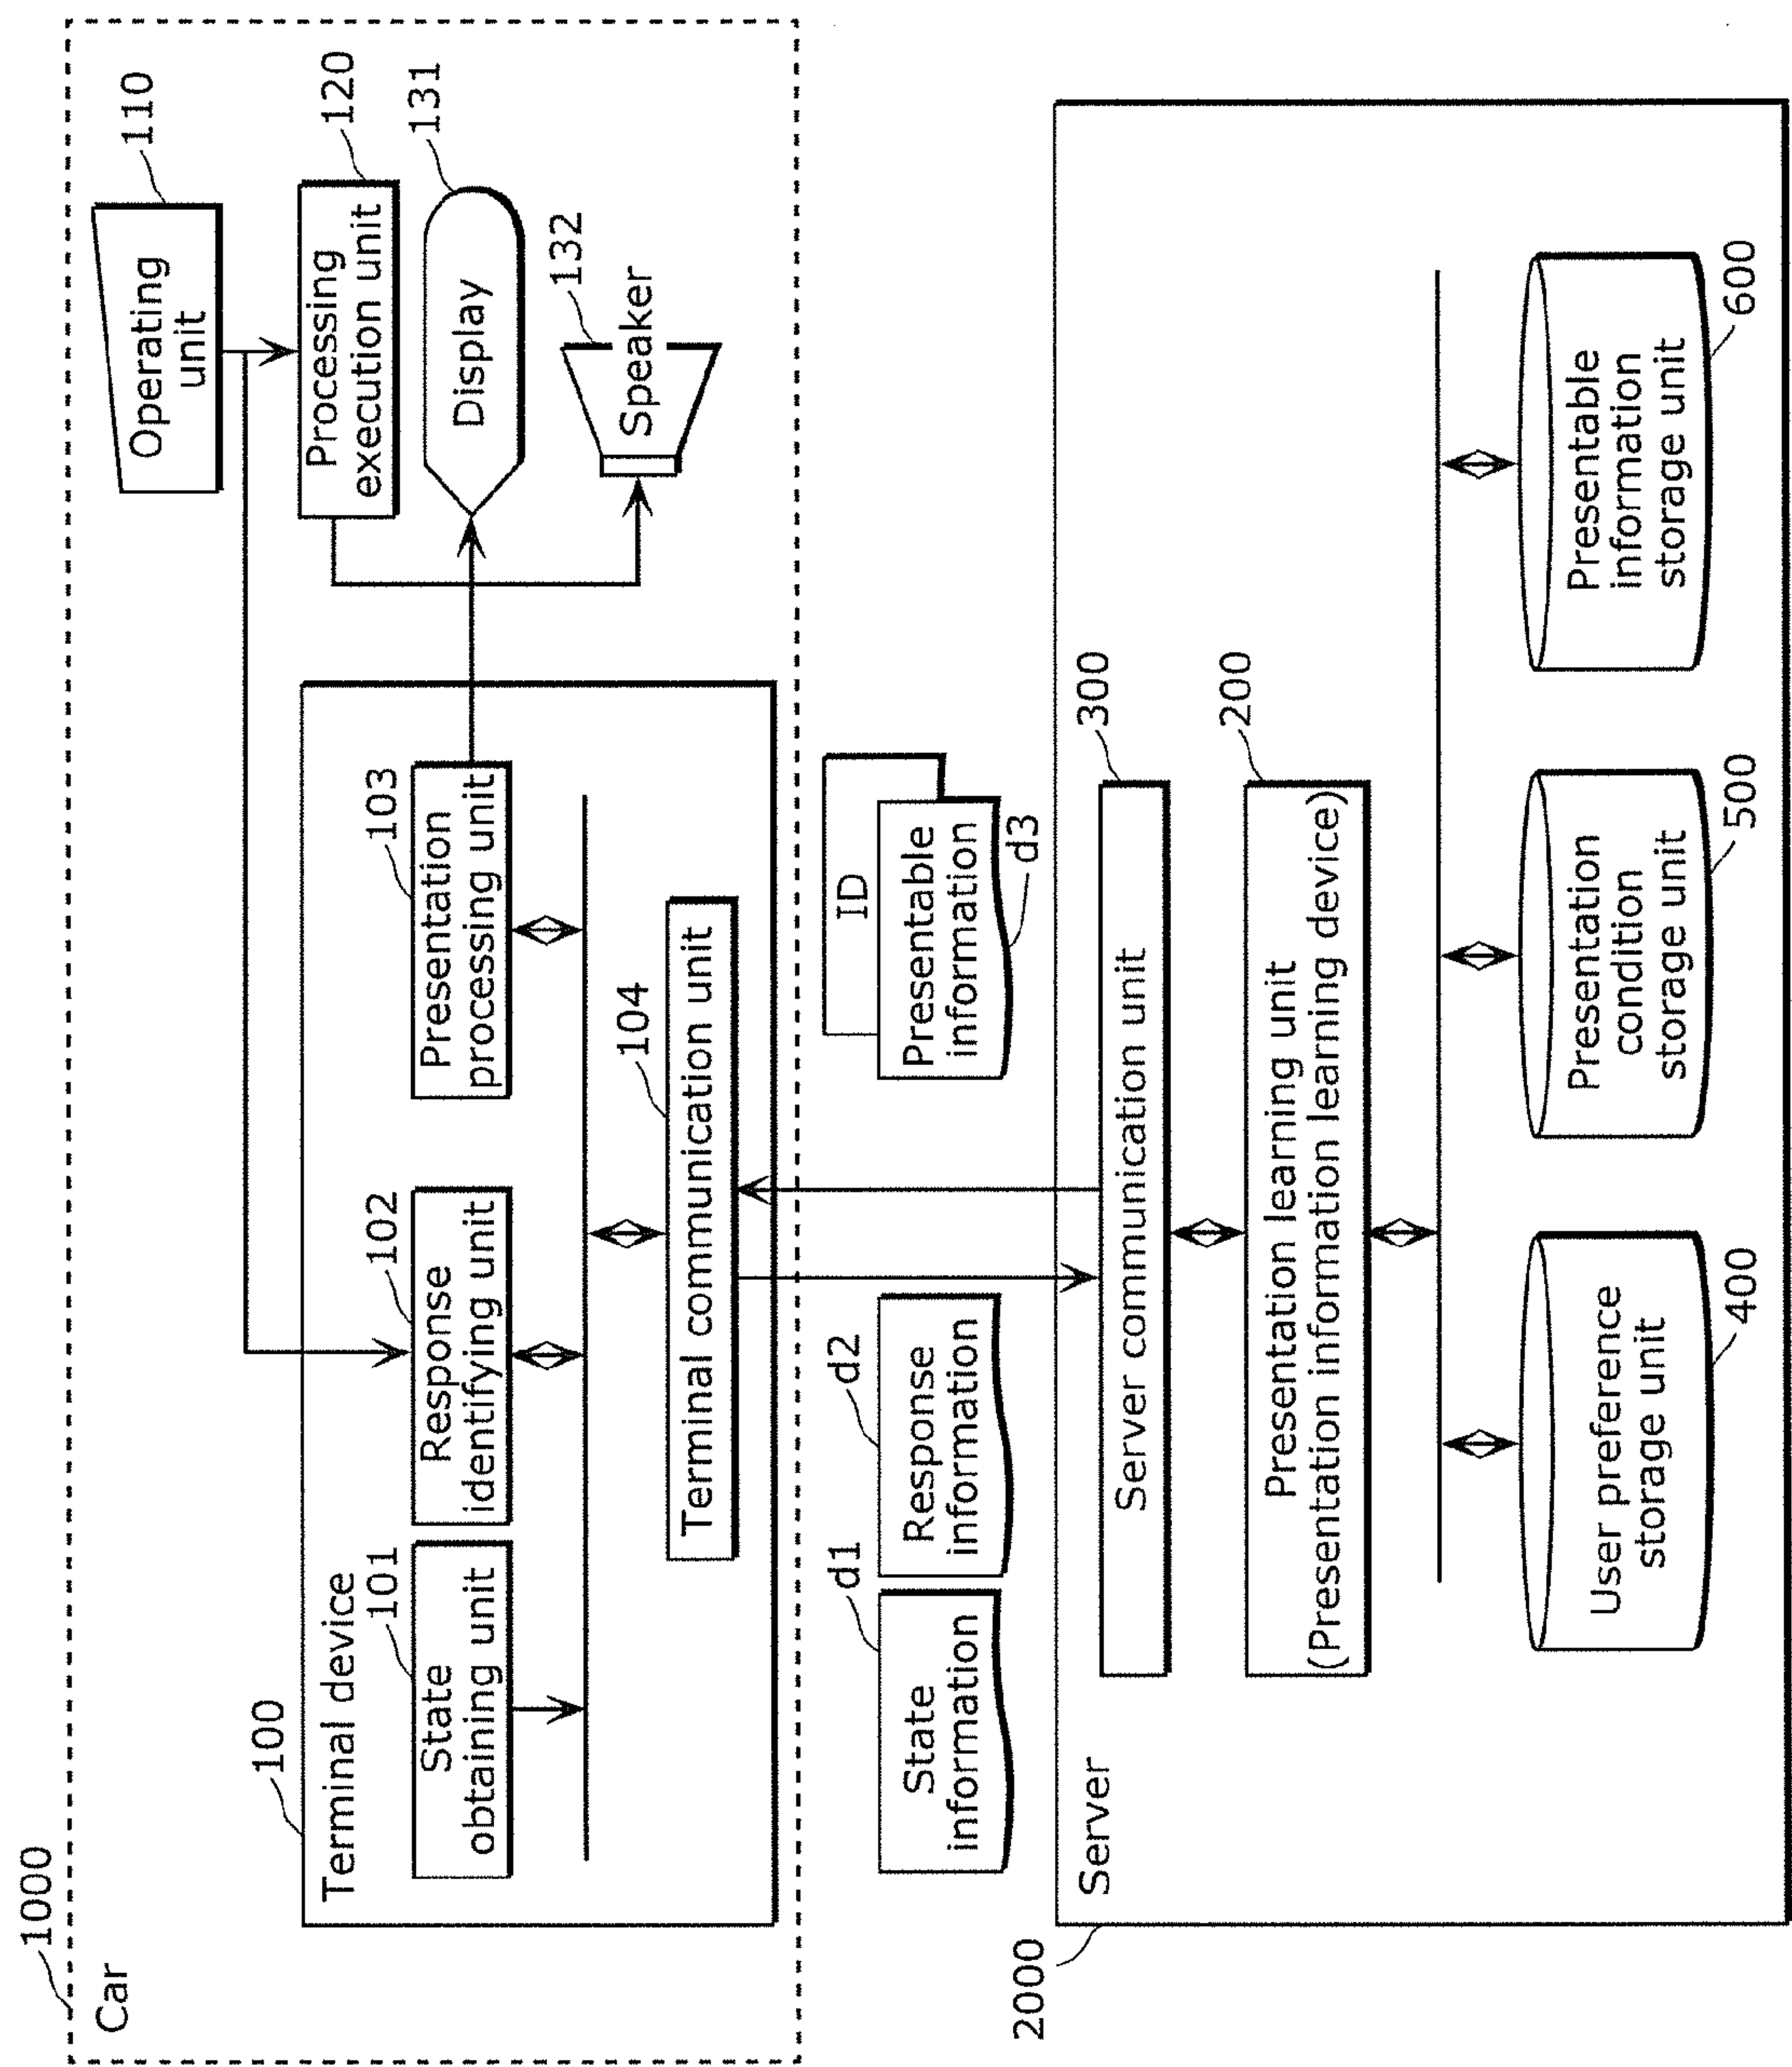 1000
Car
110
Operating
unit
120
Processing
execution unit
131
Display
132
Speaker
100
Terminal device
101
State
obtaining unit
102
Response
identifying unit
103
Presentation
processing unit
104
Terminal communication unit
d1
State
information
d2
Response
information
ID
Presentable
information
d3
2000
Server
300
Server communication unit
200
Presentation learning unit
(Presentation information learning device)
User preference
storage unit
400
Presentation
condition
storage unit
500
Presentable
information
storage unit
600